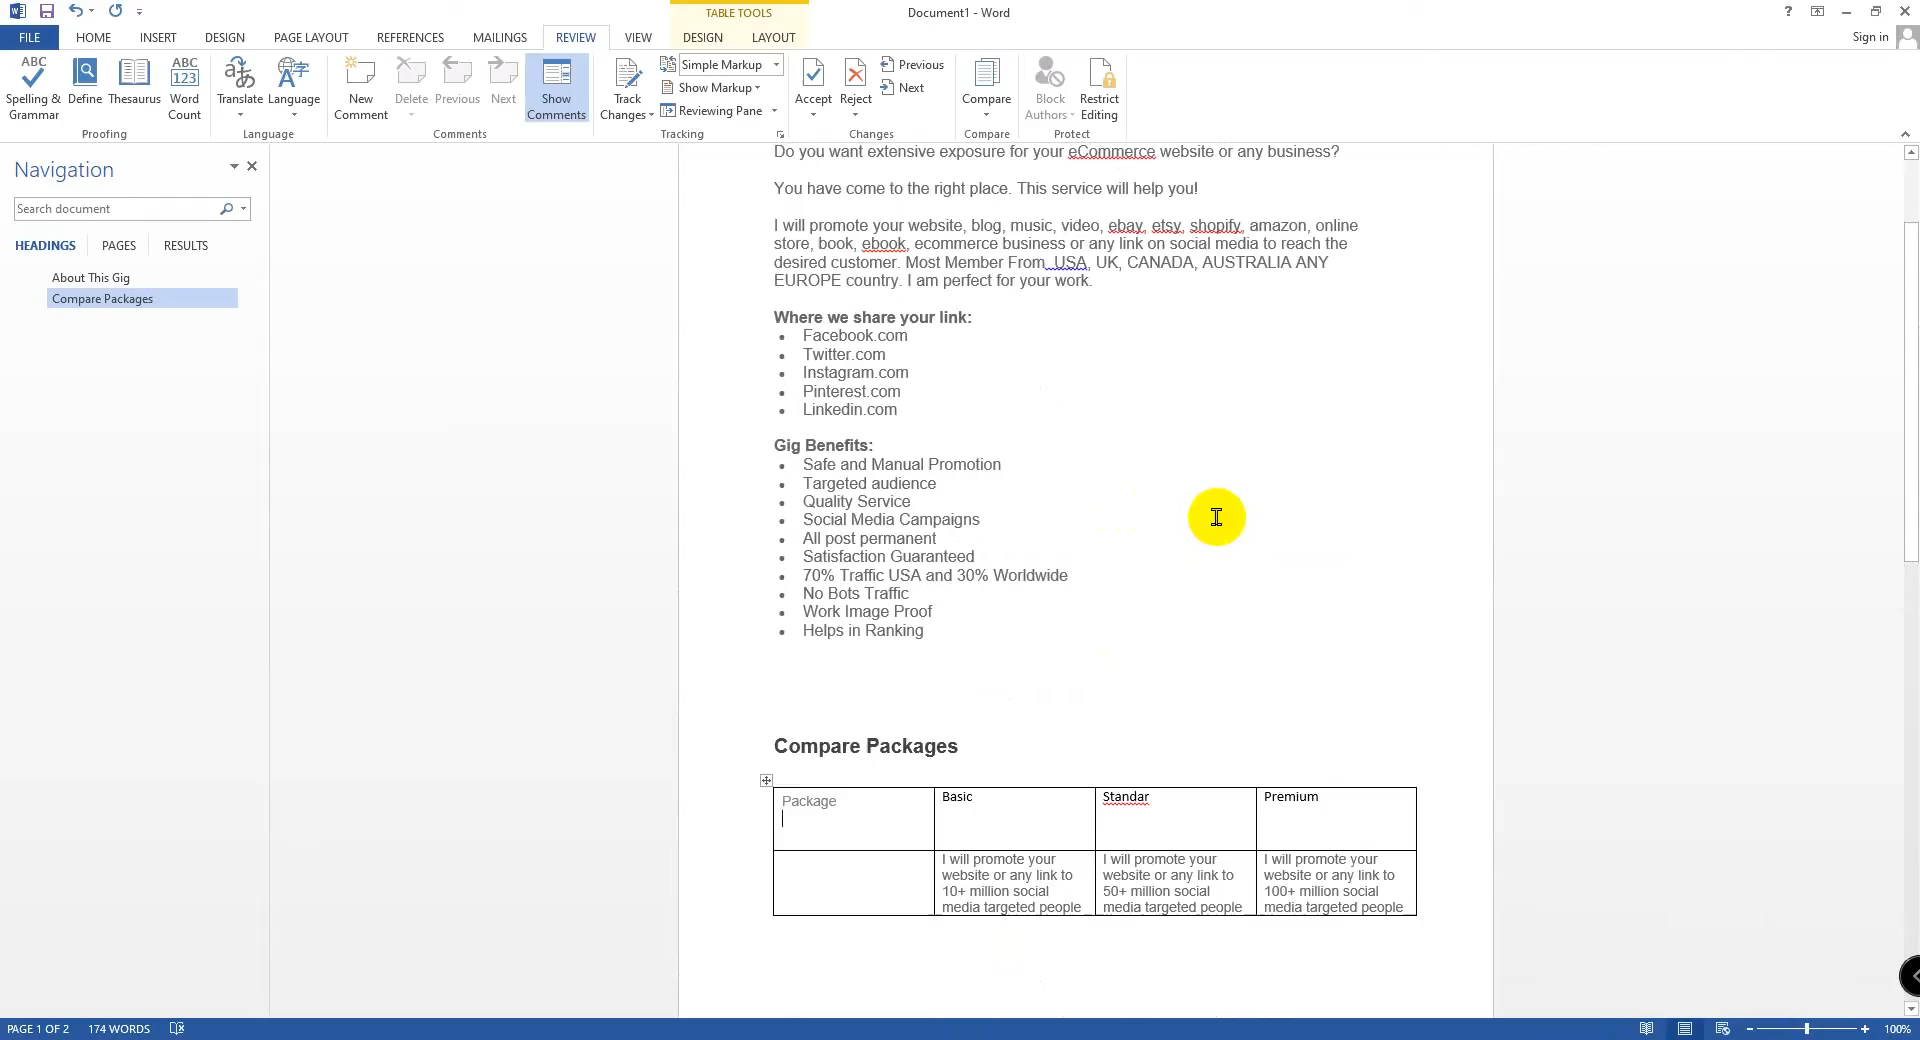 TABLE TOOLS
Document1 - Word
?
FILE
HOME
INSERT
DESIGN
PAGE LAYOUT
REFERENCES
MAILINGS
REVIEW
VIEW
DESIGN
LAYOUT
Sign in
ABC
Spelling &
Grammar
Define
Thesaurus
ABC
123
Word
Count
Proofing
Translate
Language
Language
New
Comment
Delete
Previous
Next
Show
Comments
Comments
Track
Changes
Simple Markup
Show Markup
Reviewing Pane
Tracking
Accept
Reject
Previous
Next
Changes
Compare
Compare
Block
Authors
Restrict
Editing
Protect
Navigation
Search document
HEADINGS
PAGES
RESULTS
About This Gig
Compare Packages
Do you want extensive exposure for your eCommerce website or any business?
You have come to the right place. This service will help you!
I will promote your website, blog, music, video, ebay, etsy, shopify, amazon, online
store, book, ebook, ecommerce business or any link on social media to reach the
desired customer. Most Member From  USA, UK, CANADA, AUSTRALIA ANY
EUROPE country. I am perfect for your work.
Where we share your link:
• Facebook.com
• Twitter.com
• Instagram.com
• Pinterest.com
• Linkedin.com
Gig Benefits:
• Safe and Manual Promotion
• Targeted audience
• Quality Service
• Social Media Campaigns
• All post permanent
• Satisfaction Guaranteed
• 70% Traffic USA and 30% Worldwide
• No Bots Traffic
• Work Image Proof
• Helps in Ranking
Compare Packages
Package
Basic
Standar
Premium
I will promote your
website or any link to
10+ million social
media targeted people
I will promote your
website or any link to
50+ million social
media targeted people
I will promote your
website or any link to
100+ million social
media targeted people
PAGE 1 OF 2
174 WORDS
100%